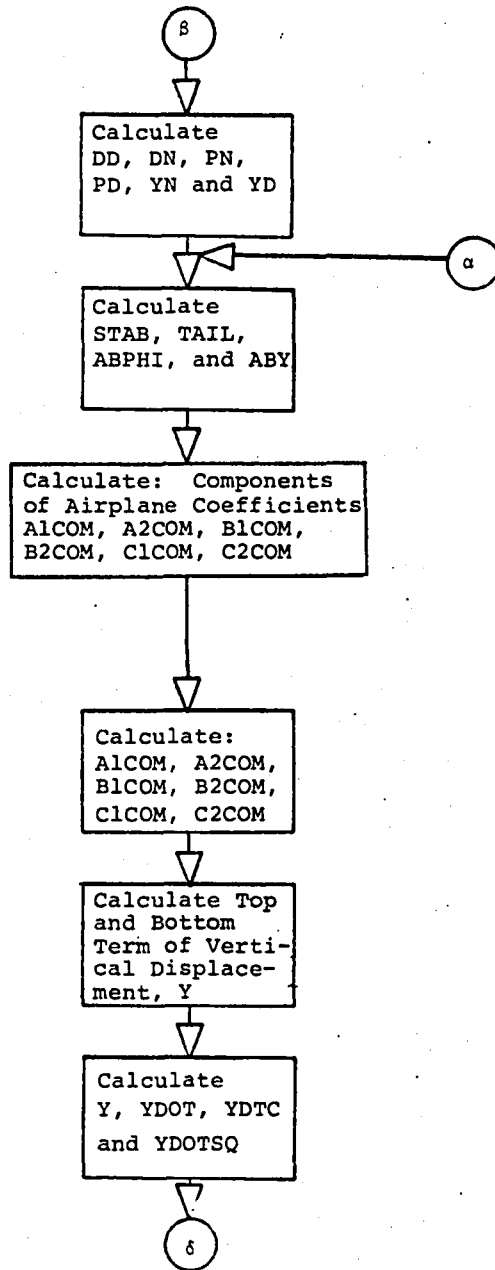 β
Calculate
DD, DN, PN,
PD, YN and YD
α
Calculate
STAB, TAIL,
ABPHI, and ABY
Calculate: Components
of Airplane Coefficients
A1COM, A2COM, B1COM,
B2COM, C1COM, C2COM
Calculate:
A1COM, A2COM,
B1COM, B2COM,
C1COM, C2COM
Calculate Top
and Bottom
Term of Verti-
cal Displace-
ment, Y
Calculate
Y, YDOT, YDTC
and YDOTSQ
δ